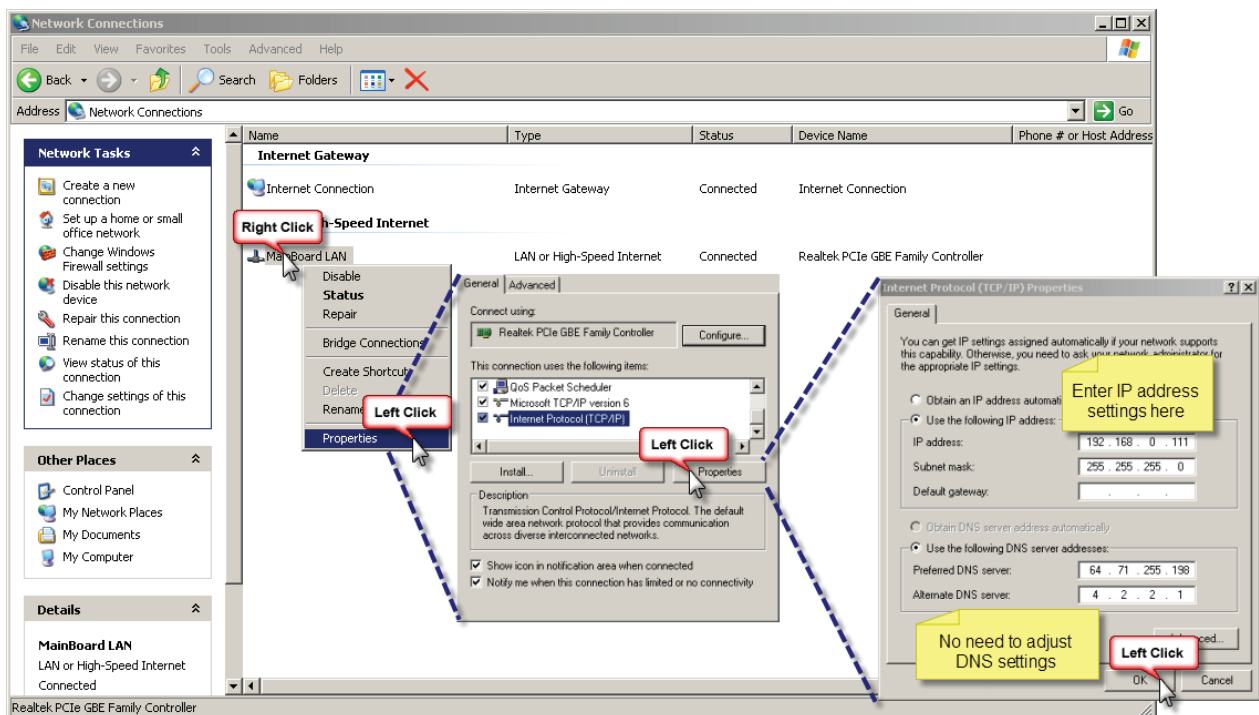 Network Connections
File Edit View Favorites Tools Advanced Help
Back Search Folders
Address Network Connections Go
Name Type Status Device Name Phone # or Host Address
Network Tasks
Create a new
connection
Set up a home or small
office network
Change Windows
Firewall settings
Disable this network
device
Repair this connection
Rename this connection
View status of this
connection
Change settings of this
connection
Other Places
Control Panel
My Network Places
My Documents
My Computer
Details
MainBoard LAN
LAN or High-Speed Internet
Connected
Internet Gateway
Internet Connection Internet Gateway Connected Internet Connection
Right Click
h-Speed Internet
MainBoard LAN LAN or High-Speed Internet Connected Realtek PCIe GBE Family Controller
Disable
Status
Repair
Bridge Connections
Create Shortcut
Delete
Rename
Left Click
Properties
General Advanced
Connect using:
Realtek PCIe GBE Family Controller Configure...
This connection uses the following items:
QoS Packet Scheduler
Microsoft TCP/IP version 6
Internet Protocol (TCP/IP)
Left Click
Install... Uninstall Properties
Description
Transmission Control Protocol/Internet Protocol. The default
wide area network protocol that provides communication
across diverse interconnected networks.
Show icon in notification area when connected
Notify me when this connection has limited or no connectivity
Internet Protocol (TCP/IP) Properties
General
You can get IP settings assigned automatically if your network supports
this capability. Otherwise, you need to ask your network administrator for
the appropriate IP settings.
Enter IP address
settings here
Obtain an IP address automati
Use the following IP address:
IP address: 192 . 168 . 0 . 111
Subnet mask: 255 . 255 . 255 . 0
Default gateway: . . .
Obtain DNS server address automatically
Use the following DNS server addresses:
Preferred DNS server: 64 . 71 . 255 . 198
Alternate DNS server: 4 . 2 . 2 . 1
No need to adjust
DNS settings
ced...
Left Click
OK Cancel
Realtek PCIe GBE Family Controller